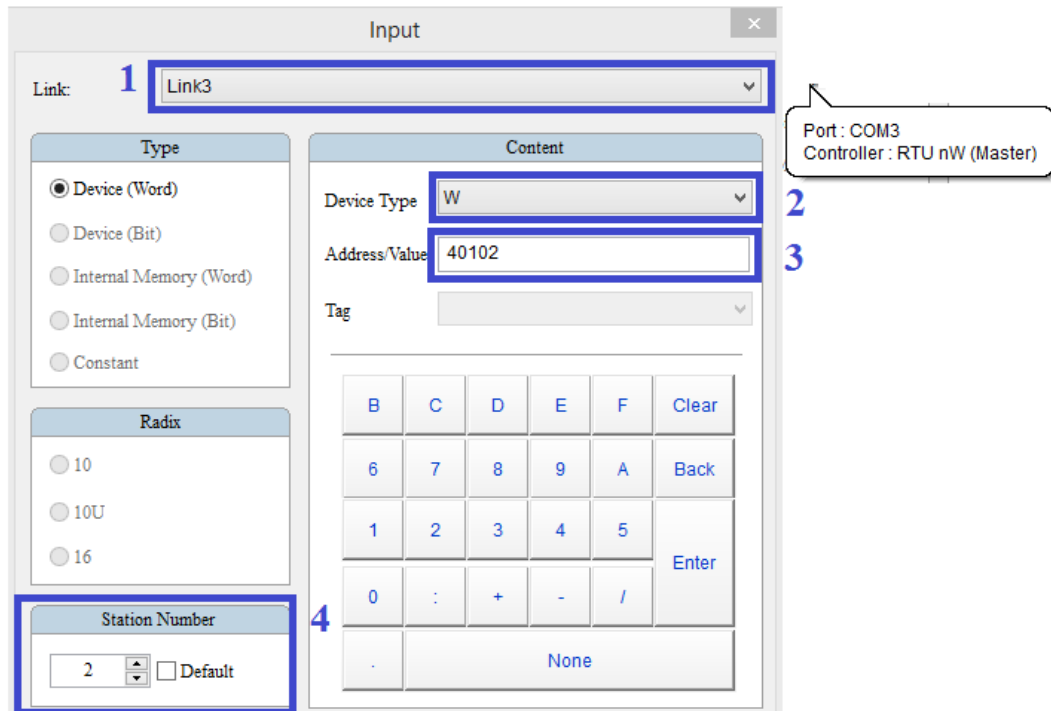 Input
Link: 1 Link3
Port : COM3
Controller : RTU nW (Master)
Type
Device (Word)
Device (Bit)
Internal Memory (Word)
Internal Memory (Bit)
Constant
Radix
10
10U
16
Station Number
2 Default
4
Content
Device Type W 2
Address/Value 40102 3
Tag
B C D E F Clear
6 7 8 9 A Back
1 2 3 4 5
Enter
0 : + - /
. None